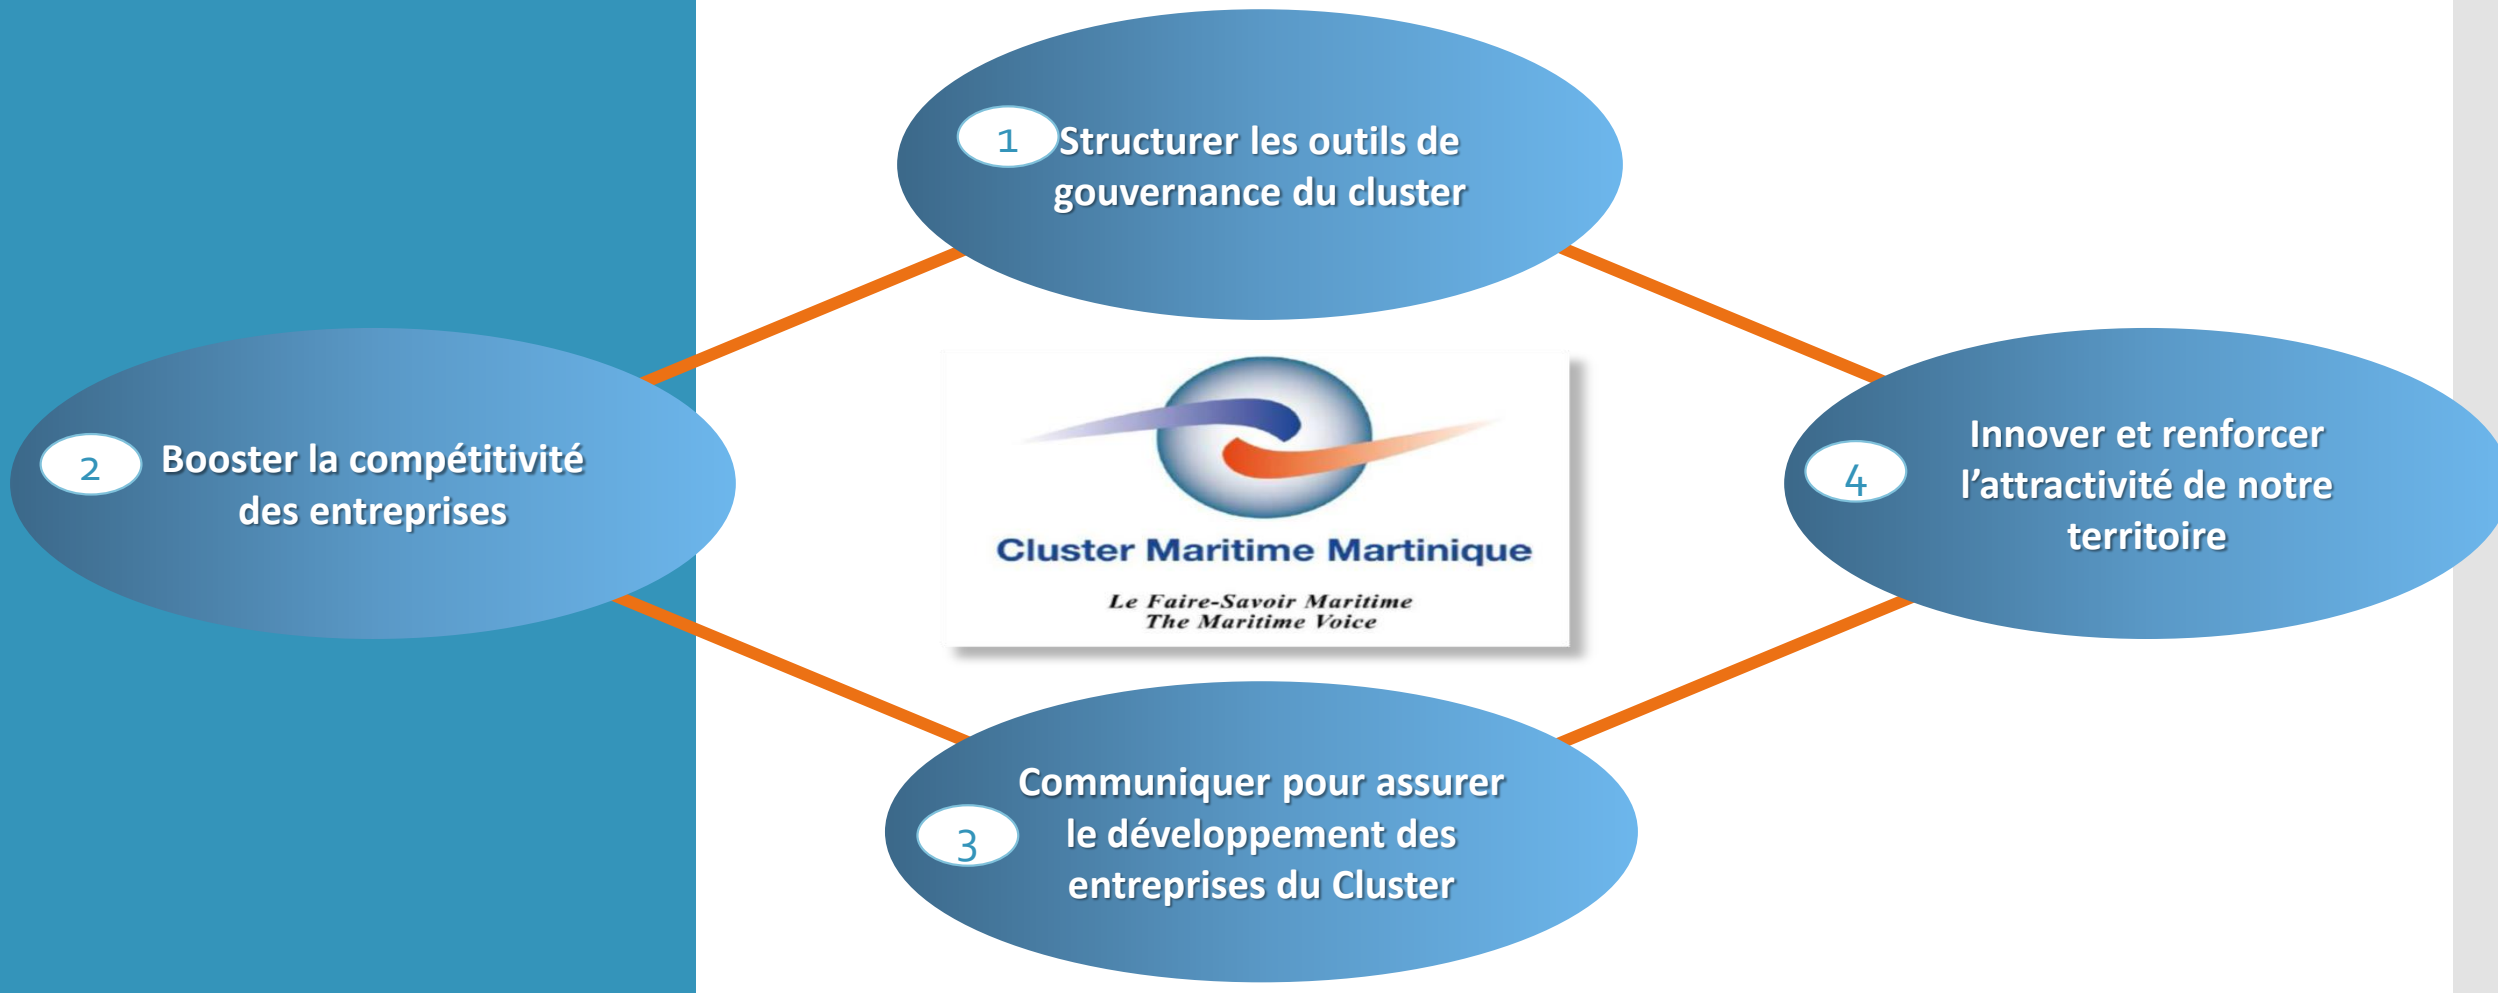 1
Structurer les outils de
gouvernance du cluster
2
Booster la compétitivité
des entreprises
Cluster Maritime Martinique
Le Faire-Savoir Maritime
The Maritime Voice
3
Communiquer pour assurer
le développement des
entreprises du Cluster
4
Innover et renforcer
l’attractivité de notre
territoire